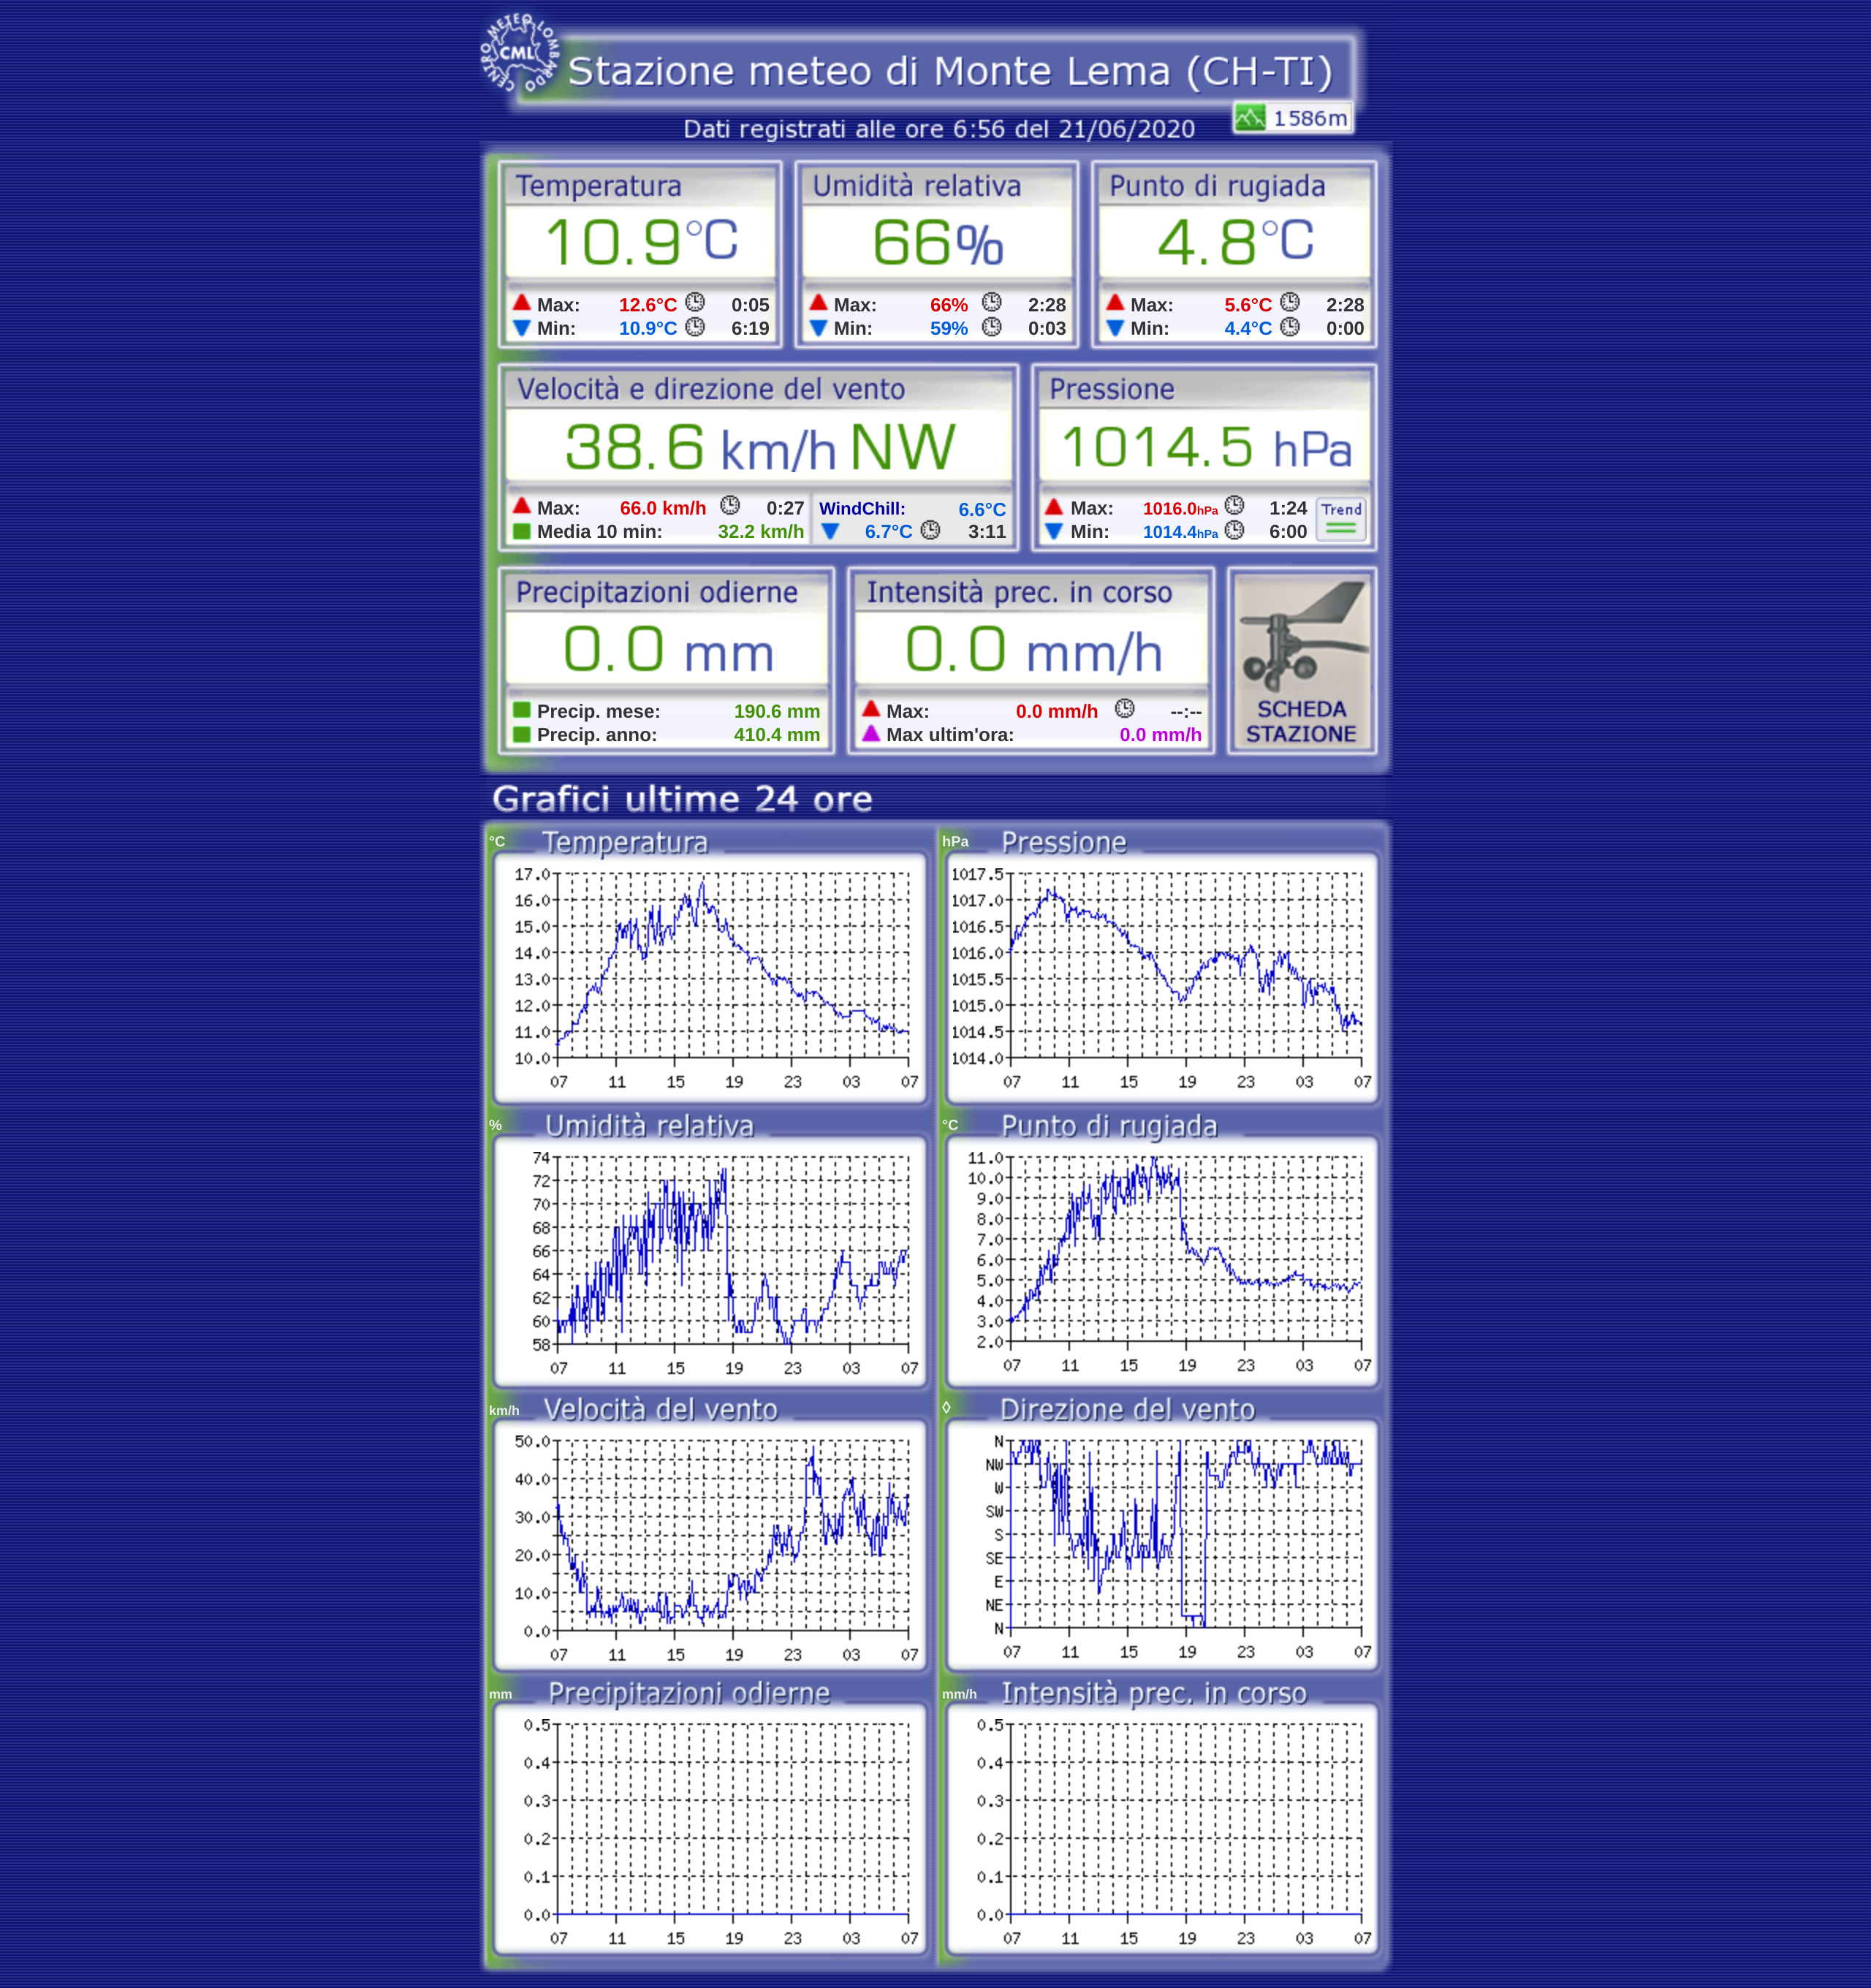 CENTRO METEO LOMBARDO
CML
Stazione meteo di Monte Lema (CH-TI)
1586m
Dati registrati alle ore 6:56 del 21/06/2020
Temperatura
10.9°C
Max: 12.6°C 0:05
Min: 10.9°C 6:19
Umidità relativa
66%
Max: 66% 2:28
Min: 59% 0:03
Punto di rugiada
4.8°C
Max: 5.6°C 2:28
Min: 4.4°C 0:00
Velocità e direzione del vento
38.6 km/h NW
Max: 66.0 km/h 0:27
Media 10 min: 32.2 km/h
WindChill: 6.6°C
6.7°C 3:11
Pressione
1014.5 hPa
Max: 1016.0hPa 1:24
Min: 1014.4hPa 6:00
Trend
Precipitazioni odierne
0.0 mm
Precip. mese: 190.6 mm
Precip. anno: 410.4 mm
Intensità prec. in corso
0.0 mm/h
Max: 0.0 mm/h --:--
Max ultim'ora: 0.0 mm/h
SCHEDA
STAZIONE
Grafici ultime 24 ore
°C Temperatura
17.0
16.0
15.0
14.0
13.0
12.0
11.0
10.0
07 11 15 19 23 03 07
hPa Pressione
1017.5
1017.0
1016.5
1016.0
1015.5
1015.0
1014.5
1014.0
07 11 15 19 23 03 07
% Umidità relativa
74
72
70
68
66
64
62
60
58
07 11 15 19 23 03 07
°C Punto di rugiada
11.0
10.0
9.0
8.0
7.0
6.0
5.0
4.0
3.0
2.0
07 11 15 19 23 03 07
km/h Velocità del vento
50.0
40.0
30.0
20.0
10.0
0.0
07 11 15 19 23 03 07
◊ Direzione del vento
N
NW
W
SW
S
SE
E
NE
N
07 11 15 19 23 03 07
mm Precipitazioni odierne
0.5
0.4
0.3
0.2
0.1
0.0
07 11 15 19 23 03 07
mm/h Intensità prec. in corso
0.5
0.4
0.3
0.2
0.1
0.0
07 11 15 19 23 03 07